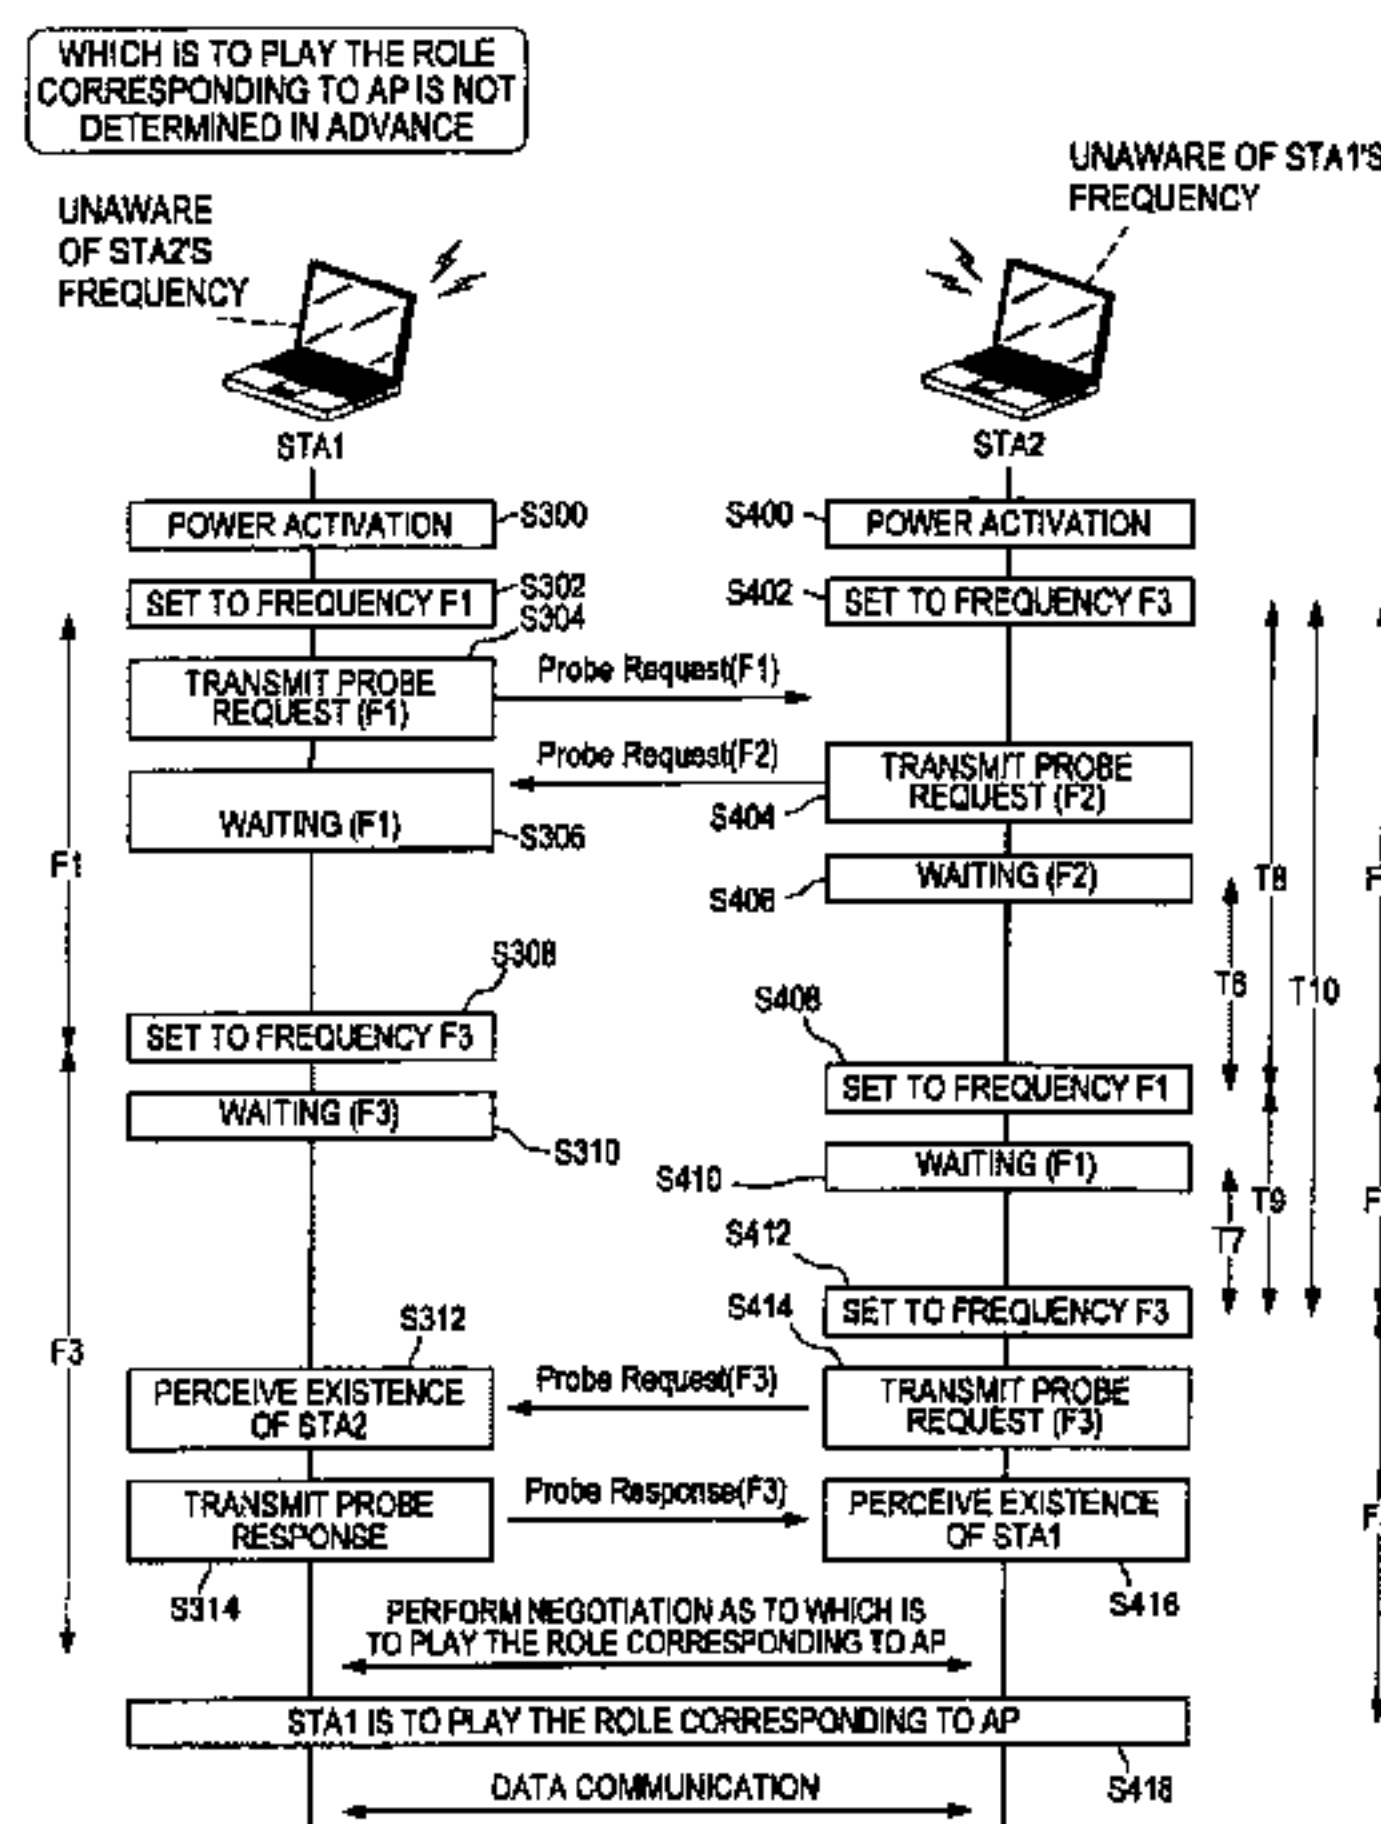 WHICH IS TO PLAY THE ROLE
CORRESPONDING TO AP IS NOT
DETERMINED IN ADVANCE
UNAWARE OF STA1'S
FREQUENCY
UNAWARE
OF STA2'S
FREQUENCY
STA1
STA2
POWER ACTIVATION
S300
S400
POWER ACTIVATION
SET TO FREQUENCY F1
S302
S402
SET TO FREQUENCY F3
S304
TRANSMIT PROBE
REQUEST (F1)
Probe Request(F1)
Probe Request(F2)
TRANSMIT PROBE
REQUEST (F2)
S404
WAITING (F1)
S306
WAITING (F2)
S406
F1
T8
T6
T10
S308
S408
SET TO FREQUENCY F3
SET TO FREQUENCY F1
WAITING (F3)
S310
WAITING (F1)
S410
T9
T7
S412
SET TO FREQUENCY F3
S414
S312
F3
PERCEIVE EXISTENCE
OF STA2
Probe Request(F3)
TRANSMIT PROBE
REQUEST (F3)
TRANSMIT PROBE
RESPONSE
Probe Response(F3)
PERCEIVE EXISTENCE
OF STA1
S314
S416
PERFORM NEGOTIATION AS TO WHICH IS
TO PLAY THE ROLE CORRESPONDING TO AP
STA1 IS TO PLAY THE ROLE CORRESPONDING TO AP
S418
DATA COMMUNICATION